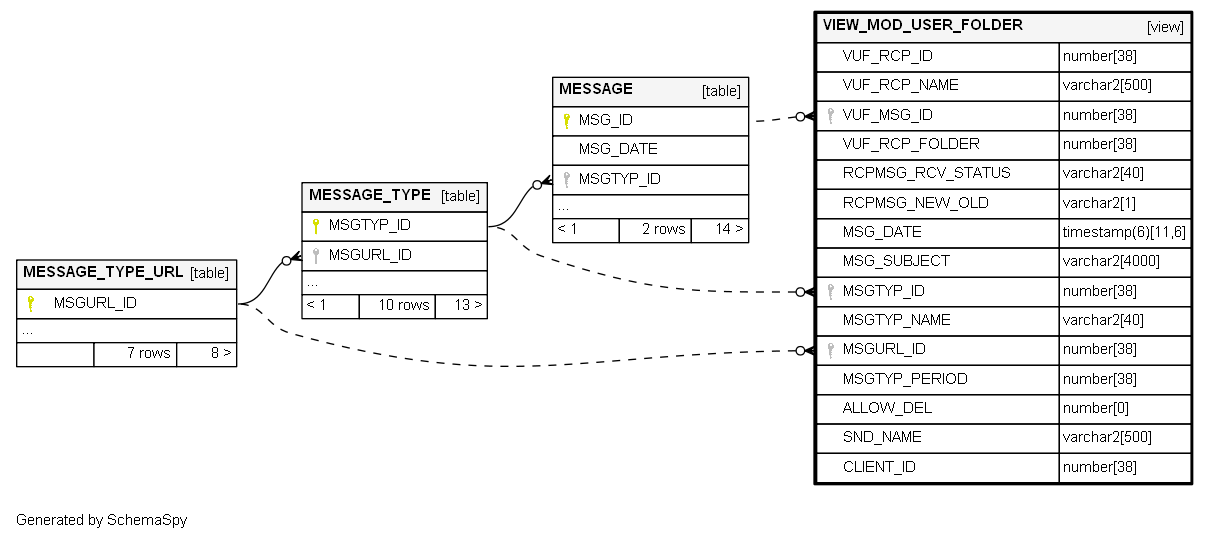 VIEW_MOD_USER_FOLDER [view]
VUF_RCP_ID number[38]
VUF_RCP_NAME varchar2[500]
VUF_MSG_ID number[38]
VUF_RCP_FOLDER number[38]
RCPMSG_RCV_STATUS varchar2[40]
RCPMSG_NEW_OLD varchar2[1]
MSG_DATE timestamp(6)[11,6]
MSG_SUBJECT varchar2[4000]
MSGTYP_ID number[38]
MSGTYP_NAME varchar2[40]
MSGURL_ID number[38]
MSGTYP_PERIOD number[38]
ALLOW_DEL number[0]
SND_NAME varchar2[500]
CLIENT_ID number[38]
MESSAGE [table]
MSG_ID
MSG_DATE
MSGTYP_ID
...
< 1 2 rows 14 >
MESSAGE_TYPE [table]
MSGTYP_ID
MSGURL_ID
...
< 1 10 rows 13 >
MESSAGE_TYPE_URL [table]
MSGURL_ID
...
7 rows 8 >
Generated by SchemaSpy